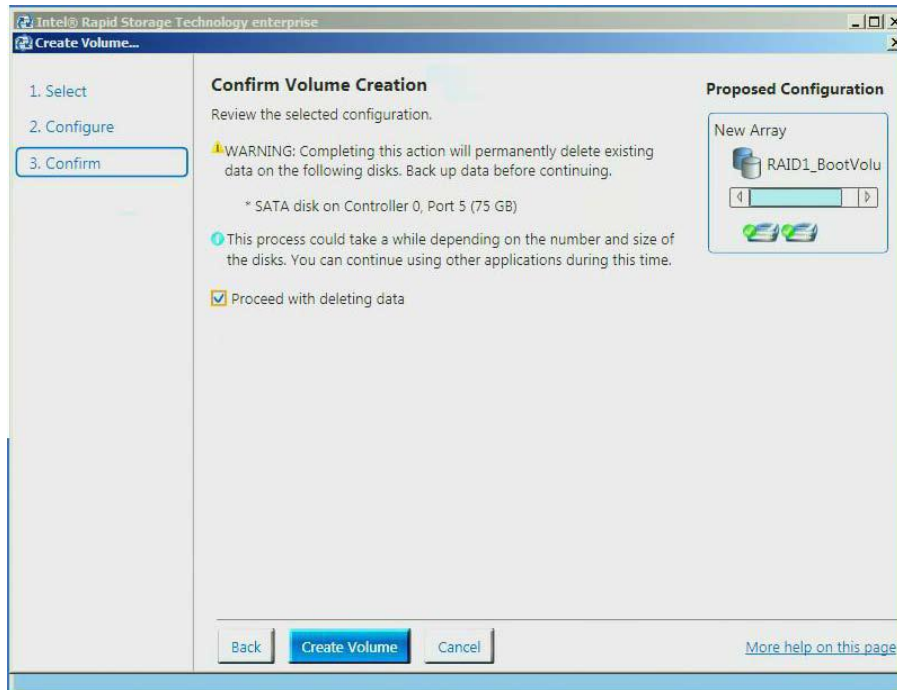 Intel® Rapid Storage Technology enterprise
Create Volume...
1. Select
2. Configure
3. Confirm
Confirm Volume Creation
Review the selected configuration.
WARNING: Completing this action will permanently delete existing
data on the following disks. Back up data before continuing.
* SATA disk on Controller 0, Port 5 (75 GB)
This process could take a while depending on the number and size of
the disks. You can continue using other applications during this time.
Proceed with deleting data
Proposed Configuration
New Array
RAID1_BootVolu
Back
Create Volume
Cancel
More help on this page